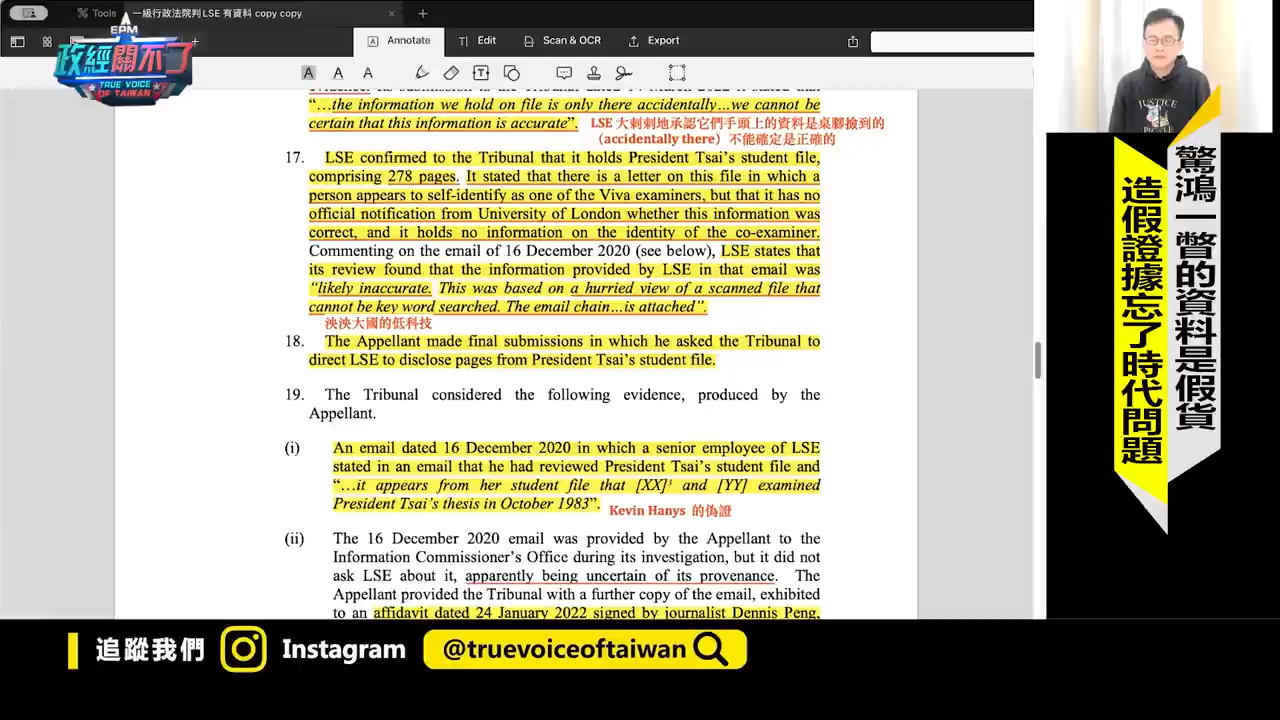 Tools
一級行政法院判 LSE 有資料 copy copy
EPM
政經關不了
TRUE VOICE
OF TAIWAN
Annotate
Edit
Scan & OCR
Export
“…the information we hold on file is only there accidentally…we cannot be
certain that this information is accurate”.
LSE 大剌剌地承認它們手頭上的資料是桌腳撿到的
（accidentally there）不能確定是正確的
17. LSE confirmed to the Tribunal that it holds President Tsai’s student file,
comprising 278 pages. It stated that there is a letter on this file in which a
person appears to self-identify as one of the Viva examiners, but that it has no
official notification from University of London whether this information was
correct, and it holds no information on the identity of the co-examiner.
Commenting on the email of 16 December 2020 (see below), LSE states that
its review found that the information provided by LSE in that email was
“likely inaccurate. This was based on a hurried view of a scanned file that
cannot be key word searched. The email chain…is attached”.
泱泱大國的低科技
18. The Appellant made final submissions in which he asked the Tribunal to
direct LSE to disclose pages from President Tsai’s student file.
19. The Tribunal considered the following evidence, produced by the
Appellant.
(i) An email dated 16 December 2020 in which a senior employee of LSE
stated in an email that he had reviewed President Tsai’s student file and
“…it appears from her student file that [XX]³ and [YY] examined
President Tsai’s thesis in October 1983”.
Kevin Hanys 的偽證
(ii) The 16 December 2020 email was provided by the Appellant to the
Information Commissioner’s Office during its investigation, but it did not
ask LSE about it, apparently being uncertain of its provenance. The
Appellant provided the Tribunal with a further copy of the email, exhibited
to an affidavit dated 24 January 2022 signed by journalist Dennis Peng,
JUSTICE
驚鴻一瞥的資料是假貨
造假證據忘了時代問題
追蹤我們
Instagram
@truevoiceoftaiwan